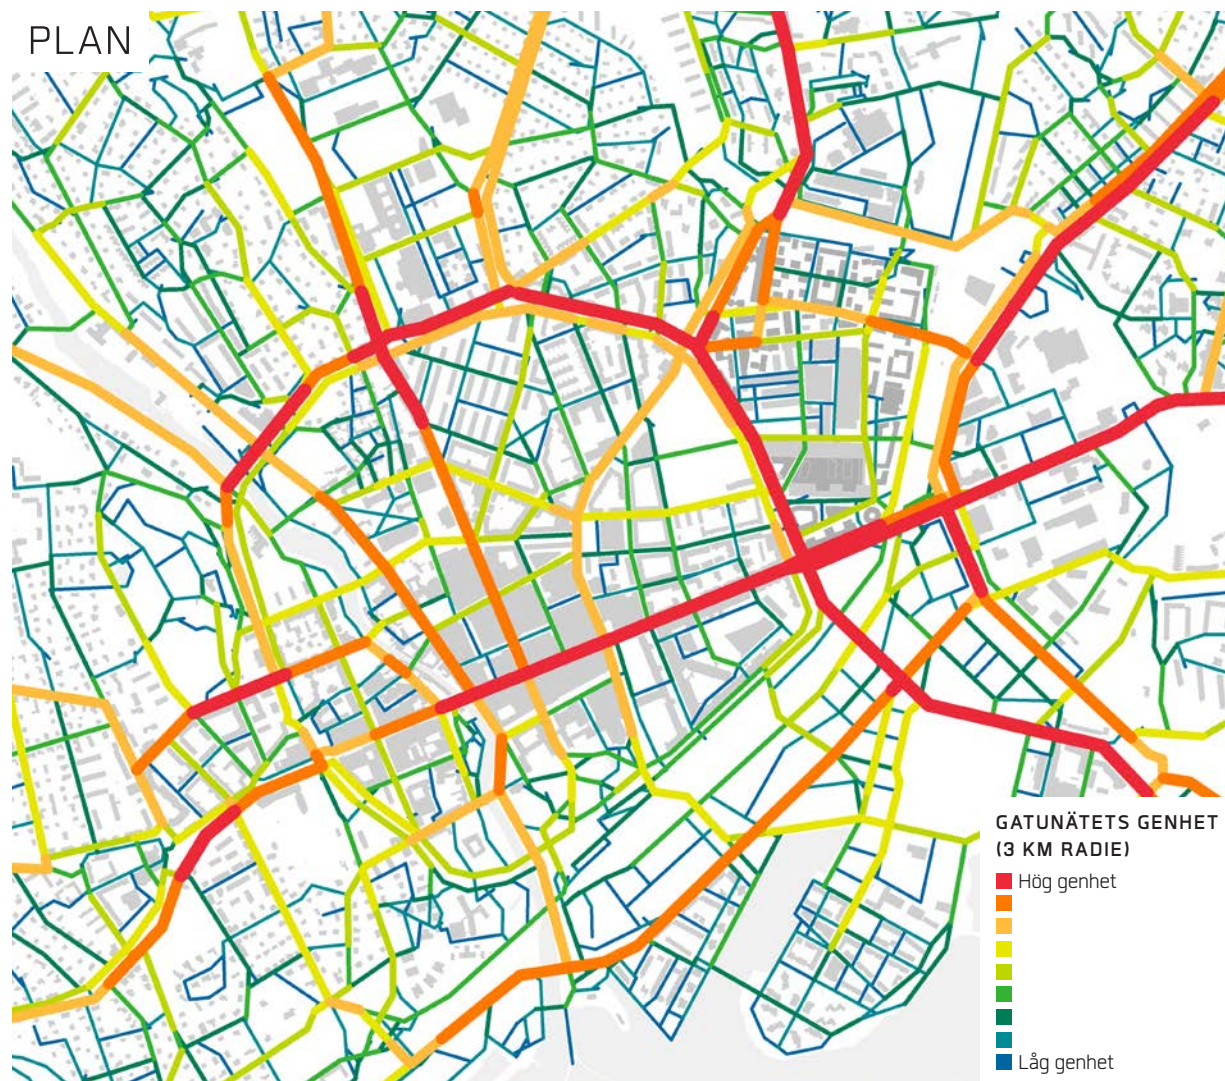 PLAN
GATUNÄTETS GENHET
(3 KM RADIE)
Hög genhet
Låg genhet